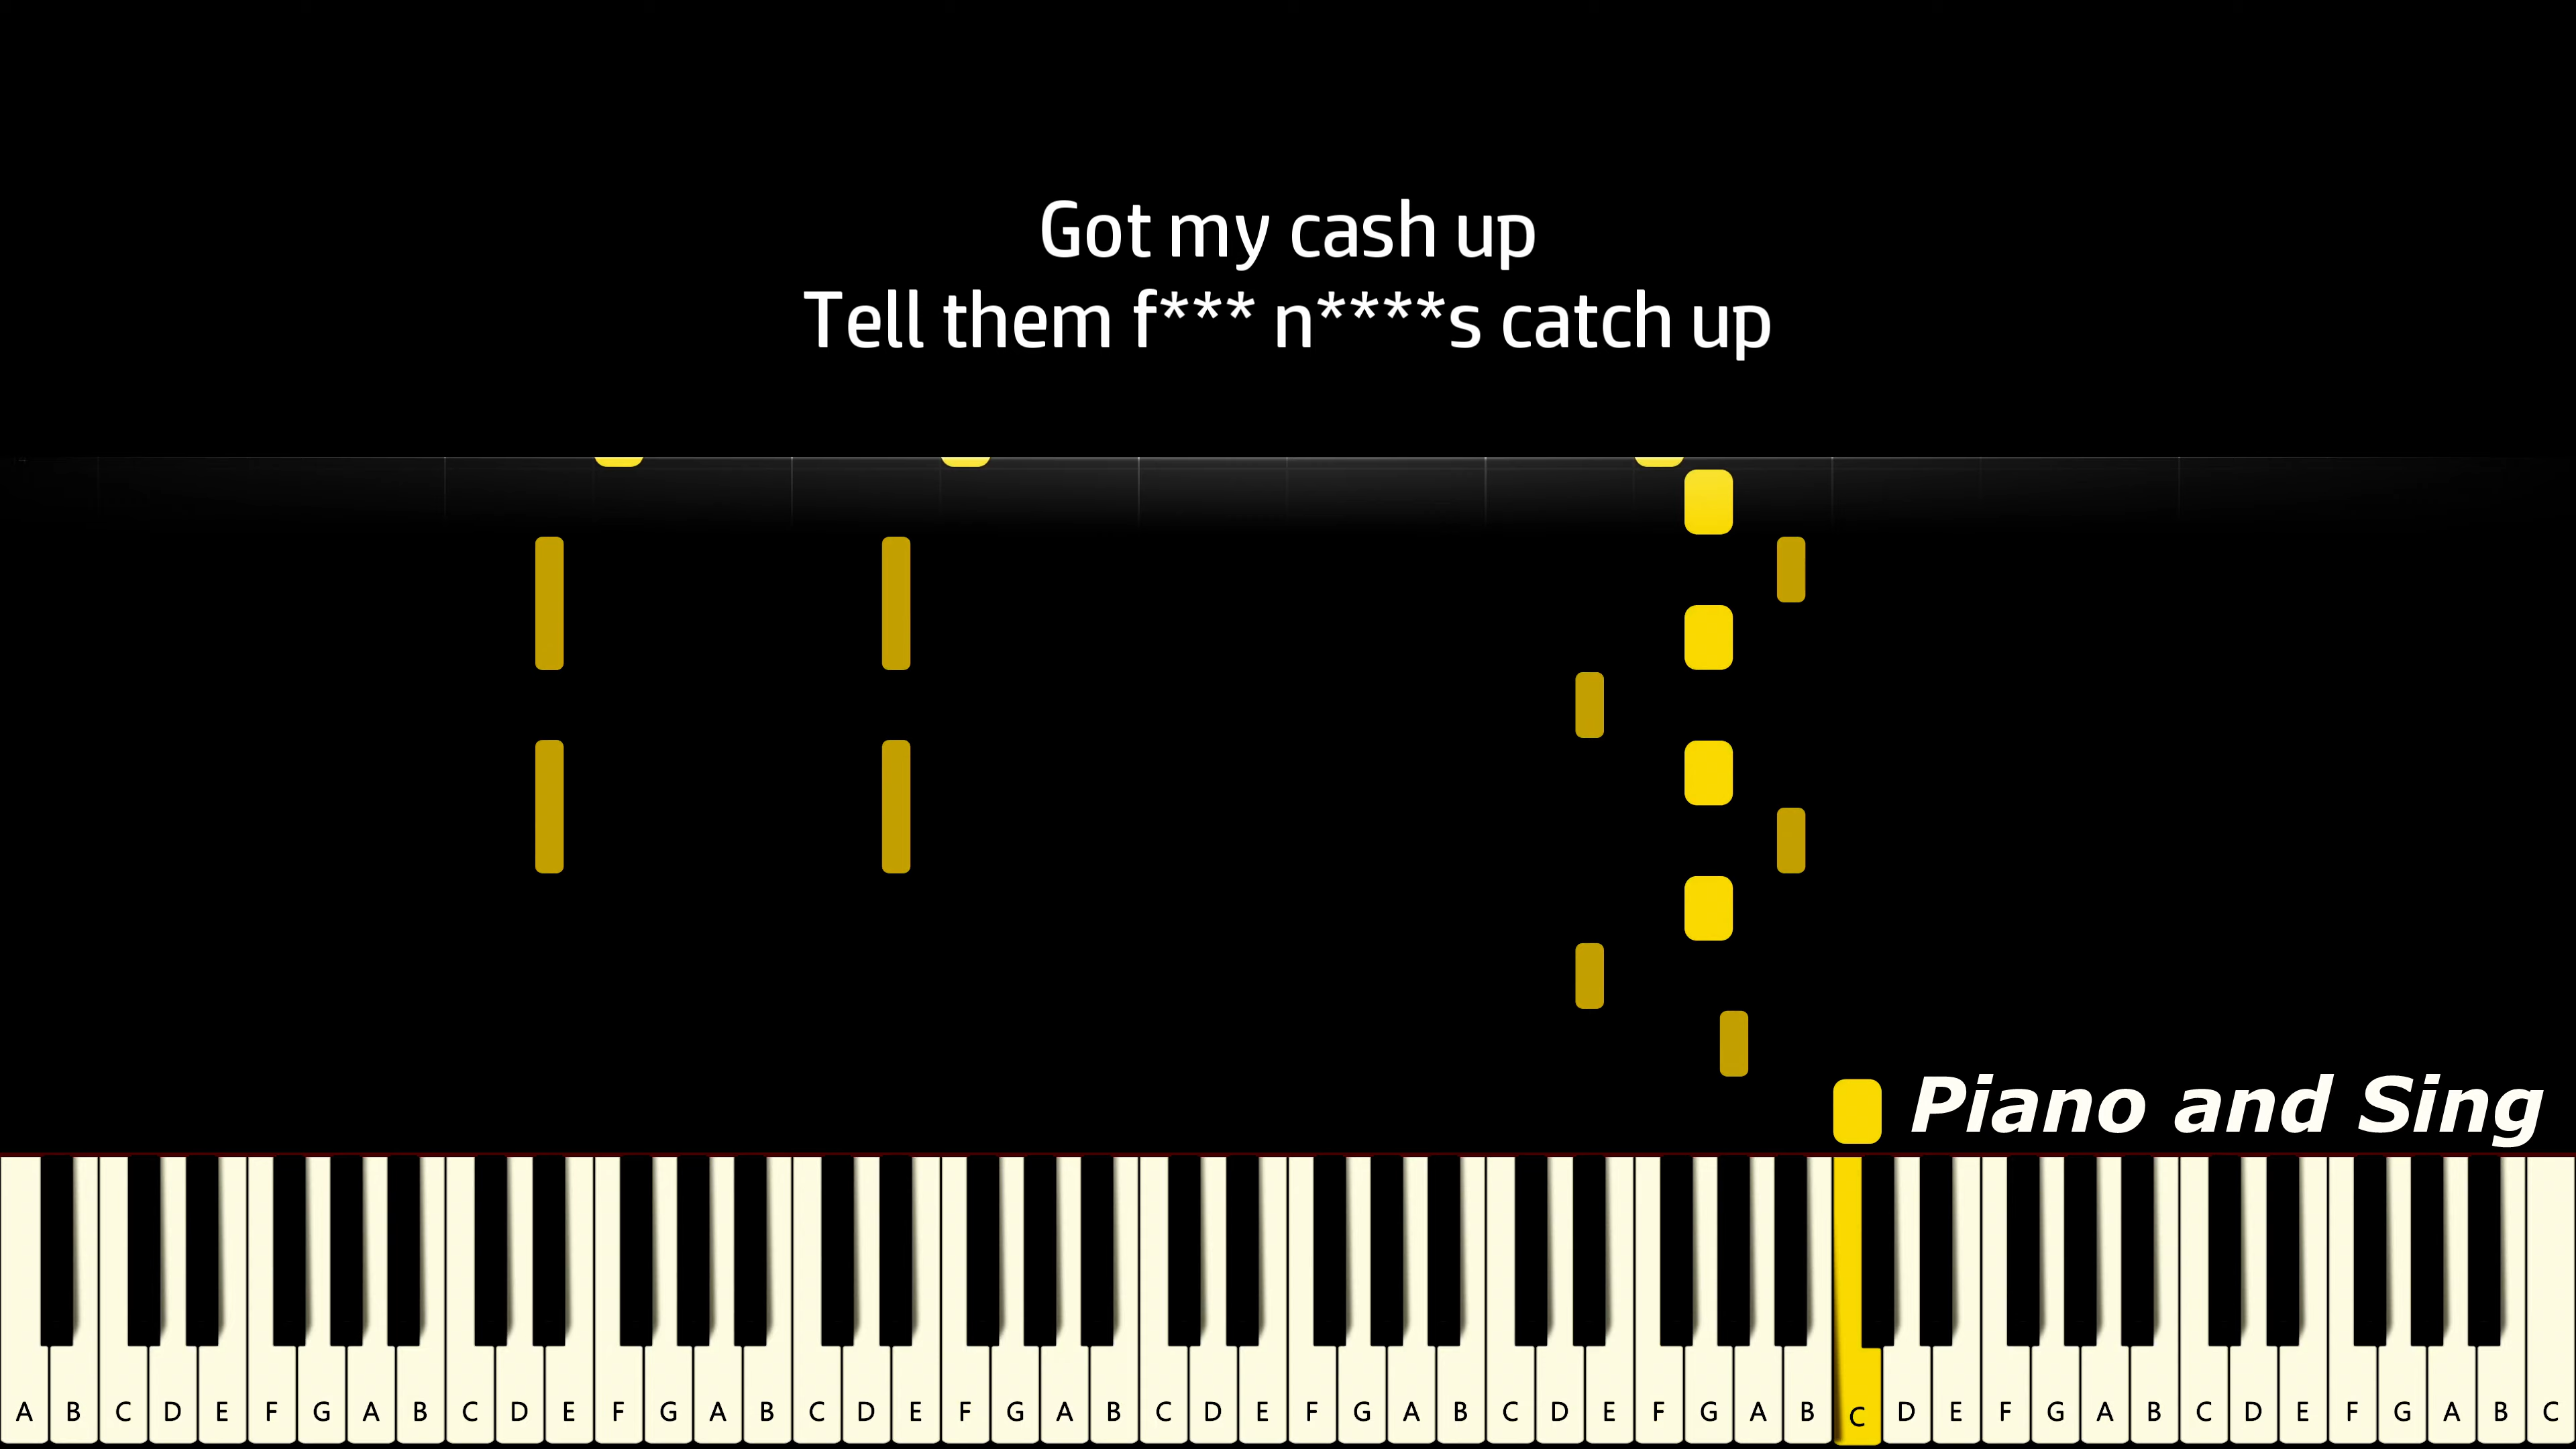 Got my cash up
Tell them f*** n****s catch up
Piano and Sing
A B C D E F G A B C D E F G A B C D E F G A B C D E F G A B C D E F G A B C D E F G A B C D E F G A B C